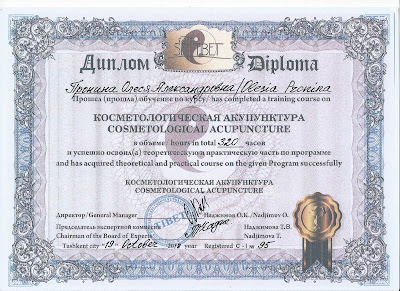 Диплом Diploma
Пронина Олеся Александровна/Olesia Pronina
Прошел (прошла) обучение по курсу/ has completed a training course on
КОСМЕТОЛОГИЧЕСКАЯ АКУПУНКТУРА
COSMETOLOGICAL ACUPUNCTURE
в объеме/ hours in total 320 часов
и успешно освоил(а) теоретическую практическую часть по программе
and has acquired theoretical and practical course on the given Program successfully
КОСМЕТОЛОГИЧЕСКАЯ АКУПУНКТУРА
COSMETOLOGICAL ACUPUNCTURE
Директор/General Manager Наджимов О.К./Nadjimov O.
Председатель экспертной комиссии Наджимова Т.В.
Chairman of the Board of Experts Nadjimova T.
Tashkent city -19- October year Registered C - № 95